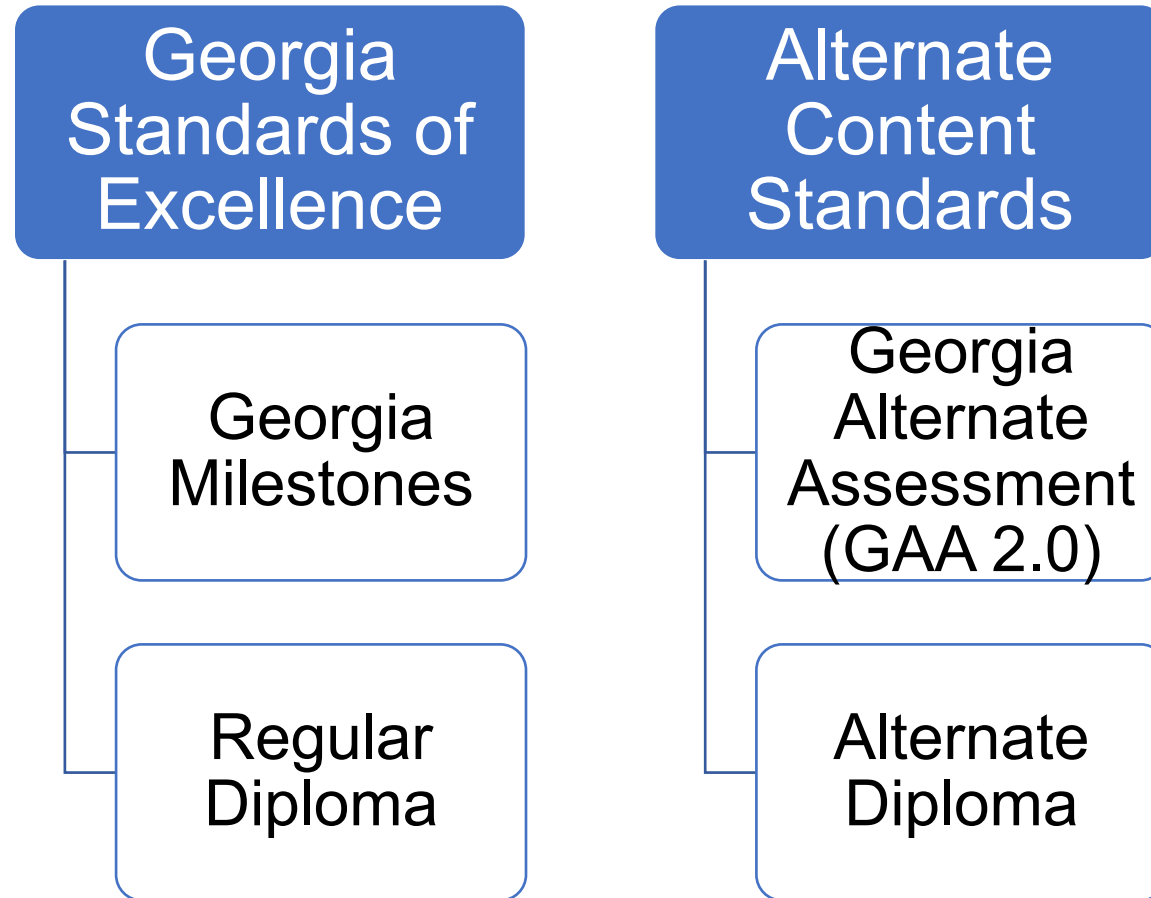 Georgia
Standards of
Excellence
Georgia
Milestones
Regular
Diploma
Alternate
Content
Standards
Georgia
Alternate
Assessment
(GAA 2.0)
Alternate
Diploma